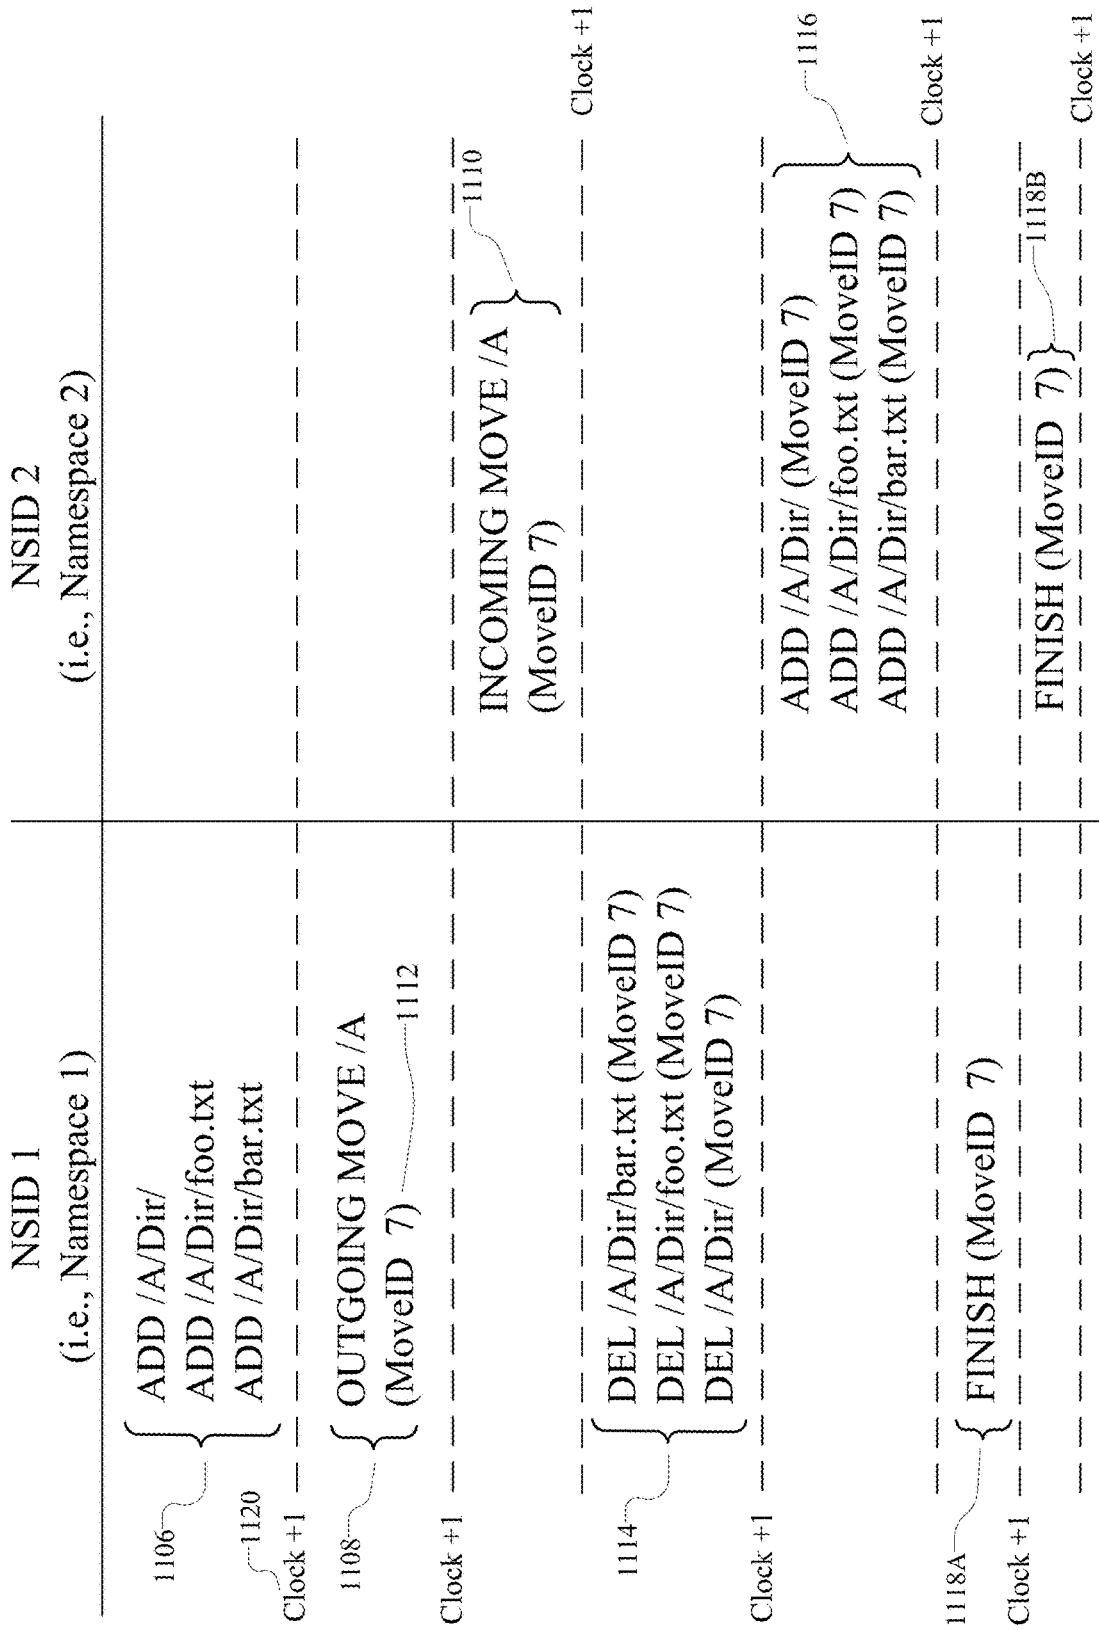 NSID 1
(i.e., Namespace 1)
NSID 2
(i.e., Namespace 2)
1106
ADD /A/Dir/
ADD /A/Dir/foo.txt
ADD /A/Dir/bar.txt
1120
Clock +1
1108
OUTGOING MOVE /A
(MoveID 7)
1112
Clock +1
INCOMING MOVE /A
(MoveID 7)
1110
Clock +1
1114
DEL /A/Dir/bar.txt (MoveID 7)
DEL /A/Dir/foo.txt (MoveID 7)
DEL /A/Dir/ (MoveID 7)
Clock +1
ADD /A/Dir/ (MoveID 7)
ADD /A/Dir/foo.txt (MoveID 7)
ADD /A/Dir/bar.txt (MoveID 7)
1116
Clock +1
1118A
FINISH (MoveID 7)
Clock +1
FINISH (MoveID 7)
1118B
Clock +1